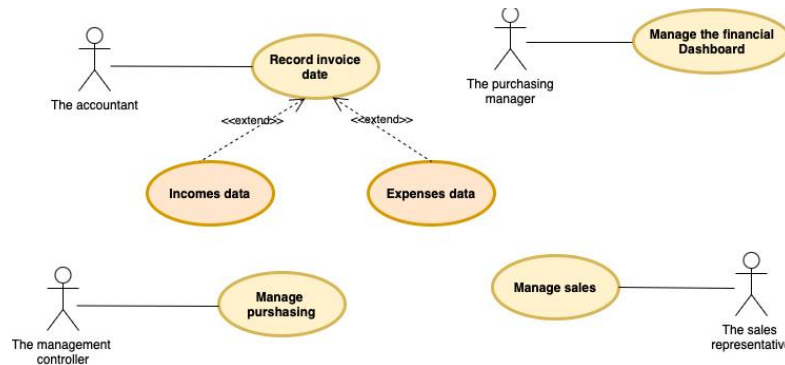 Record invoice
date
The accountant
Manage the financial
Dashboard
The purchasing
manager
<<extend>>
<<extend>>
Incomes data
Expenses data
Manage
purshasing
The management
controller
Manage sales
The sales
representative